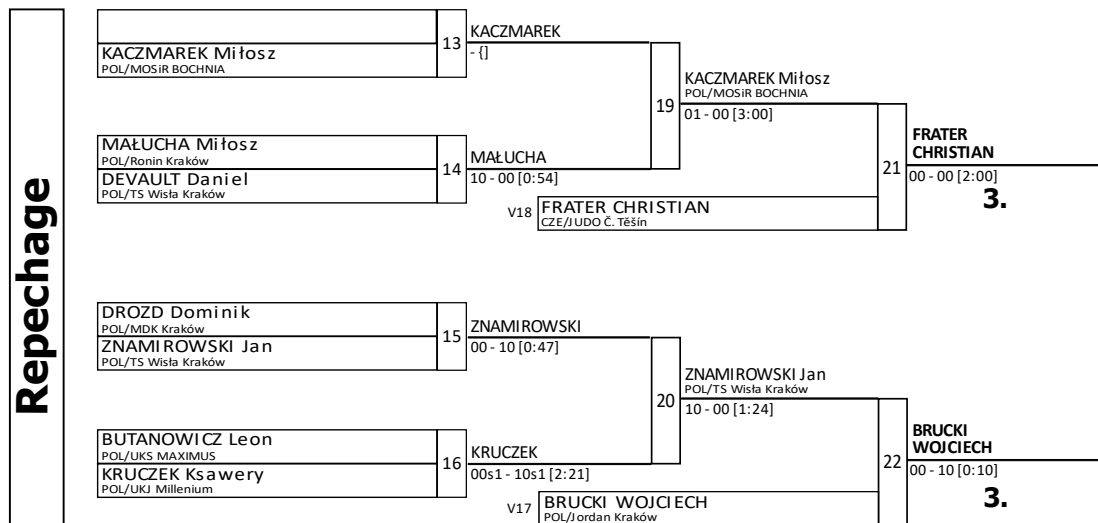 Repechage
13
KACZMAREK Miłosz
POL/MOSiR BOCHNIA
KACZMAREK
- {]
MAŁUCHA Miłosz
POL/Ronin Kraków
14
DEVAULT Daniel
POL/TS Wisła Kraków
MAŁUCHA
10 - 00 [0:54]
19
KACZMAREK Miłosz
POL/MOSiR BOCHNIA
01 - 00 [3:00]
V18
FRATER CHRISTIAN
CZE/JUDO Č. Těšín
21
FRATER
CHRISTIAN
00 - 00 [2:00]
3.
DROZD Dominik
POL/MDK Kraków
15
ZNAMIROWSKI Jan
POL/TS Wisła Kraków
ZNAMIROWSKI
00 - 10 [0:47]
BUTANOWICZ Leon
POL/UKS MAXIMUS
16
KRUCZEK Ksawery
POL/UKJ Millenium
KRUCZEK
00s1 - 10s1 [2:21]
20
ZNAMIROWSKI Jan
POL/TS Wisła Kraków
10 - 00 [1:24]
V17
BRUCKI WOJCIECH
POL/Jordan Kraków
22
BRUCKI
WOJCIECH
00 - 10 [0:10]
3.